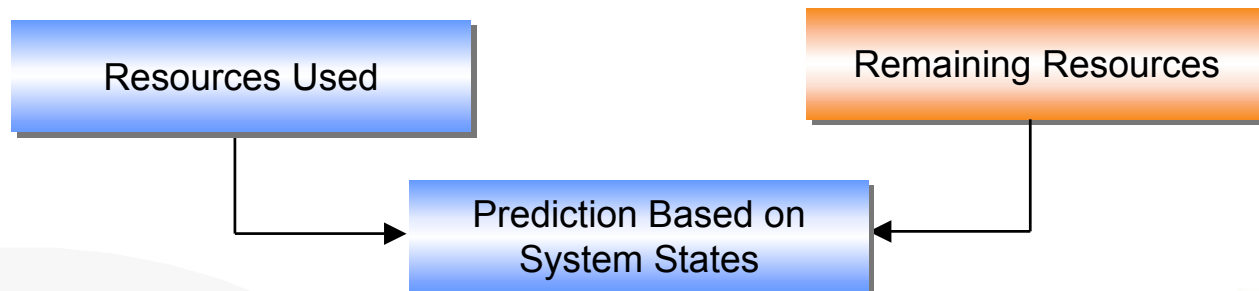 Resources Used
Remaining Resources
Prediction Based on
System States